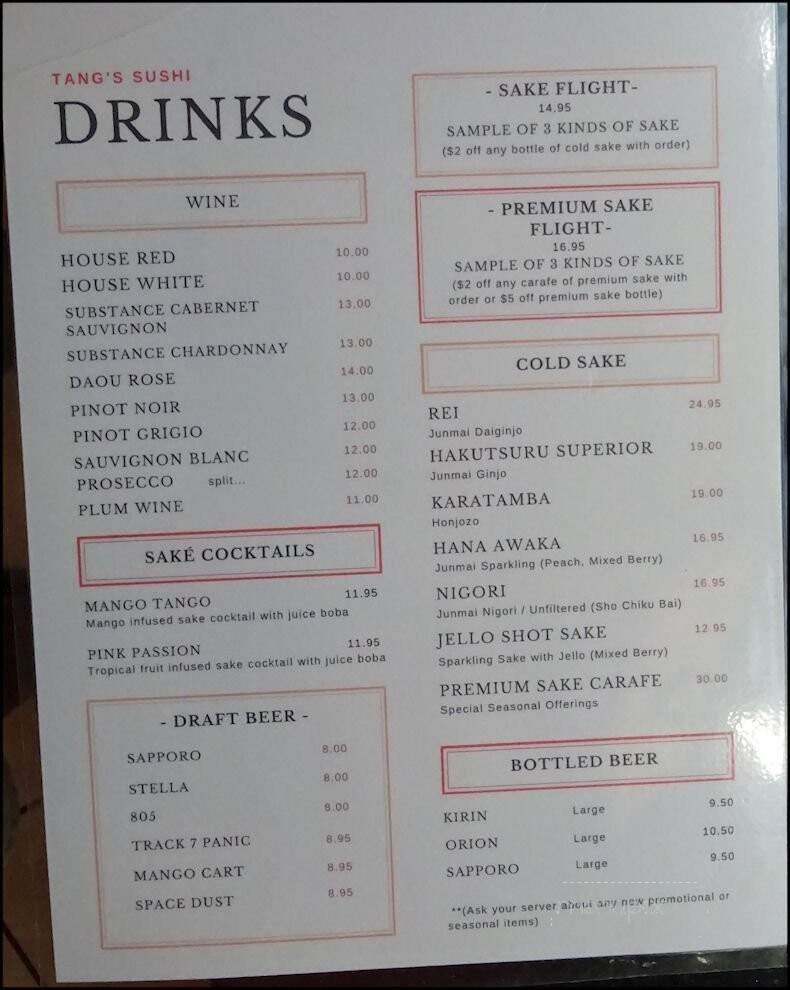 TANG'S SUSHI
DRINKS
WINE
HOUSE RED 10.00
HOUSE WHITE 10.00
SUBSTANCE CABERNET 13.00
SAUVIGNON
SUBSTANCE CHARDONNAY 13.00
DAOU ROSE 14.00
PINOT NOIR 13.00
PINOT GRIGIO 12.00
SAUVIGNON BLANC 12.00
PROSECCO split... 12.00
PLUM WINE 11.00
SAKÉ COCKTAILS
MANGO TANGO 11.95
Mango infused sake cocktail with juice boba
PINK PASSION 11.95
Tropical fruit infused sake cocktail with juice boba
- DRAFT BEER -
SAPPORO 8.00
STELLA 8.00
805 8.00
TRACK 7 PANIC 8.95
MANGO CART 8.95
SPACE DUST 8.95
- SAKE FLIGHT-
14.95
SAMPLE OF 3 KINDS OF SAKE
($2 off any bottle of cold sake with order)
- PREMIUM SAKE
FLIGHT-
16.95
SAMPLE OF 3 KINDS OF SAKE
($2 off any carafe of premium sake with
order or $5 off premium sake bottle)
COLD SAKE
REI 24.95
Junmai Daiginjo
HAKUTSURU SUPERIOR 19.00
Junmai Ginjo
KARATAMBA 19.00
Honjozo
HANA AWAKA 16.95
Junmai Sparkling (Peach, Mixed Berry)
NIGORI 16.95
Junmai Nigori / Unfiltered (Sho Chiku Bai)
JELLO SHOT SAKE 12.95
Sparkling Sake with Jello (Mixed Berry)
PREMIUM SAKE CARAFE 30.00
Special Seasonal Offerings
BOTTLED BEER
KIRIN Large 9.50
ORION Large 10.50
SAPPORO Large 9.50
**(Ask your server about any new promotional or
seasonal items)